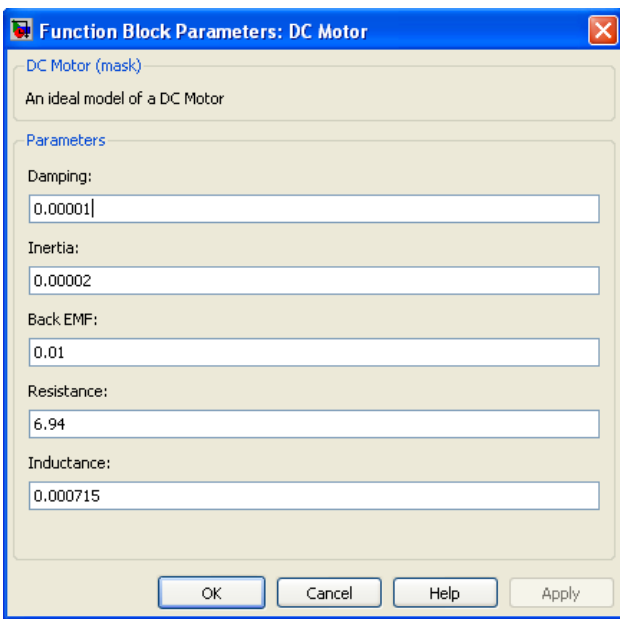 Function Block Parameters: DC Motor
DC Motor (mask)
An ideal model of a DC Motor
Parameters
Damping:
0.00001
Inertia:
0.00002
Back EMF:
0.01
Resistance:
6.94
Inductance:
0.000715
OK Cancel Help Apply